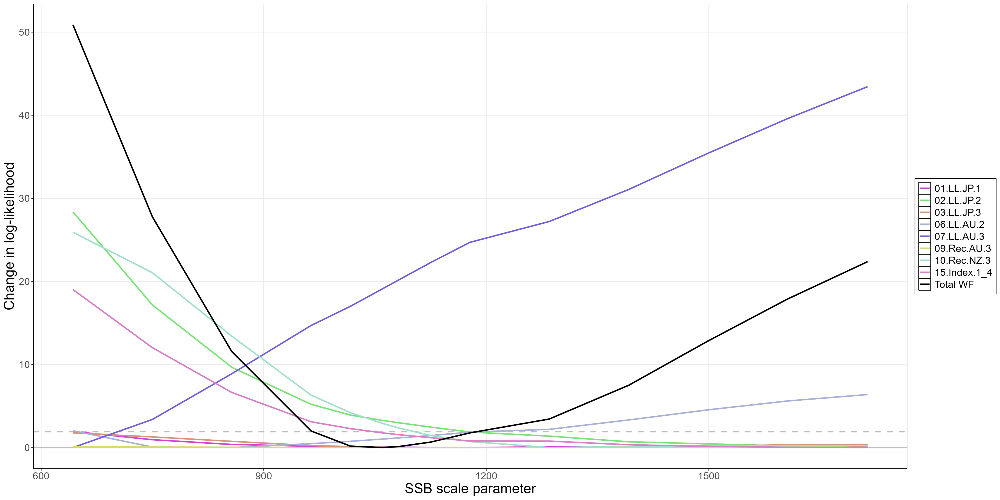 Change in log-likelihood
50
40
30
20
10
0
600
900
1200
1500
SSB scale parameter
01.LL.JP.1
02.LL.JP.2
03.LL.JP.3
06.LL.AU.2
07.LL.AU.3
09.Rec.AU.3
10.Rec.NZ.3
15.Index.1_4
Total WF